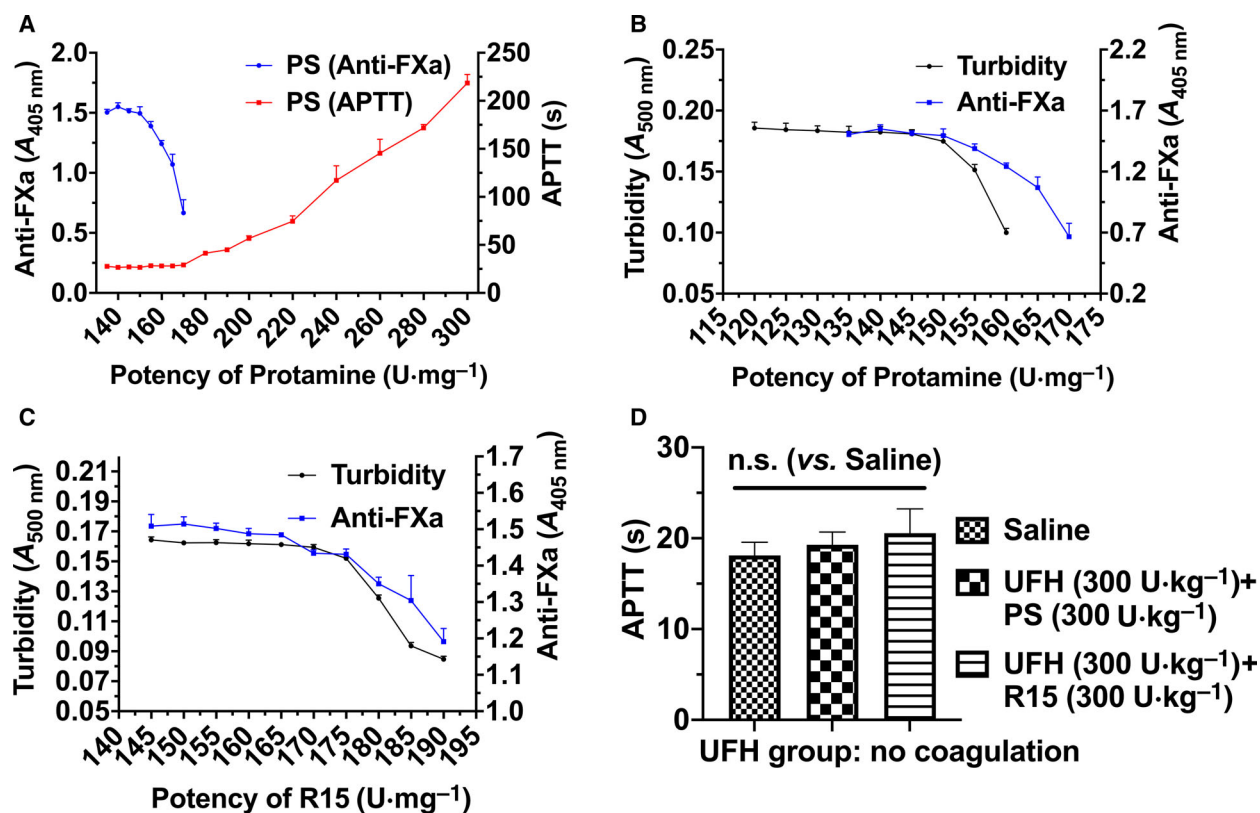 A
Anti-FXa (A405 nm)
2.0
1.5
1.0
0.5
0.0
PS (Anti-FXa)
PS (APTT)
250
200
150
100
50
0
APTT (s)
140
160
180
200
220
240
260
280
300
Potency of Protamine (U·mg−1)
B
Turbidity (A500 nm)
0.25
0.20
0.15
0.10
0.05
Turbidity
Anti-FXa
2.2
1.7
1.2
0.7
0.2
Anti-FXa (A405 nm)
115
120
125
130
135
140
145
150
155
160
165
170
175
Potency of Protamine (U·mg−1)
C
Turbidity (A500 nm)
0.21
0.19
0.17
0.15
0.13
0.11
0.09
0.07
0.05
Turbidity
Anti-FXa
1.7
1.6
1.5
1.4
1.3
1.2
1.1
1.0
Anti-FXa (A405 nm)
140
145
150
155
160
165
170
175
180
185
190
195
Potency of R15 (U·mg−1)
D
APTT (s)
30
20
10
0
n.s. (vs. Saline)
Saline
UFH (300 U·kg−1)+
PS (300 U·kg−1)
UFH (300 U·kg−1)+
R15 (300 U·kg−1)
UFH group: no coagulation